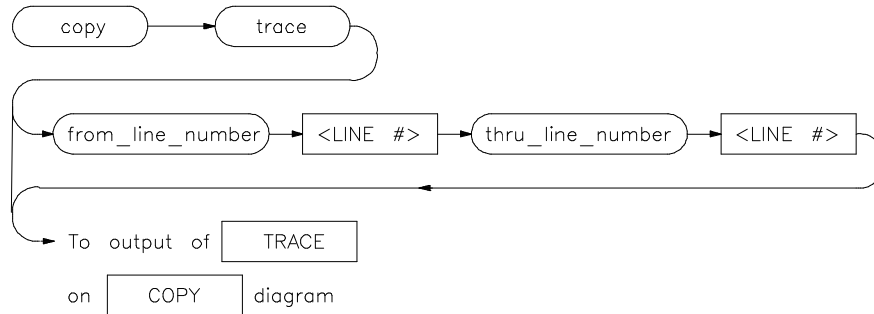 copy trace
from_line_number <LINE #> thru_line_number <LINE #>
To output of TRACE
on COPY diagram